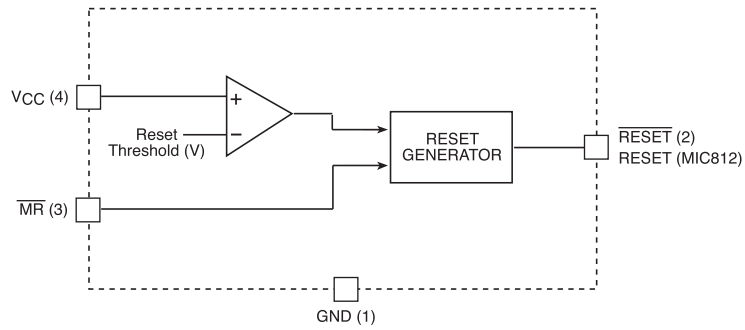 VCC (4)
+
−
Reset
Threshold (V)
RESET
GENERATOR
RESET (2)
RESET (MIC812)
MR (3)
GND (1)